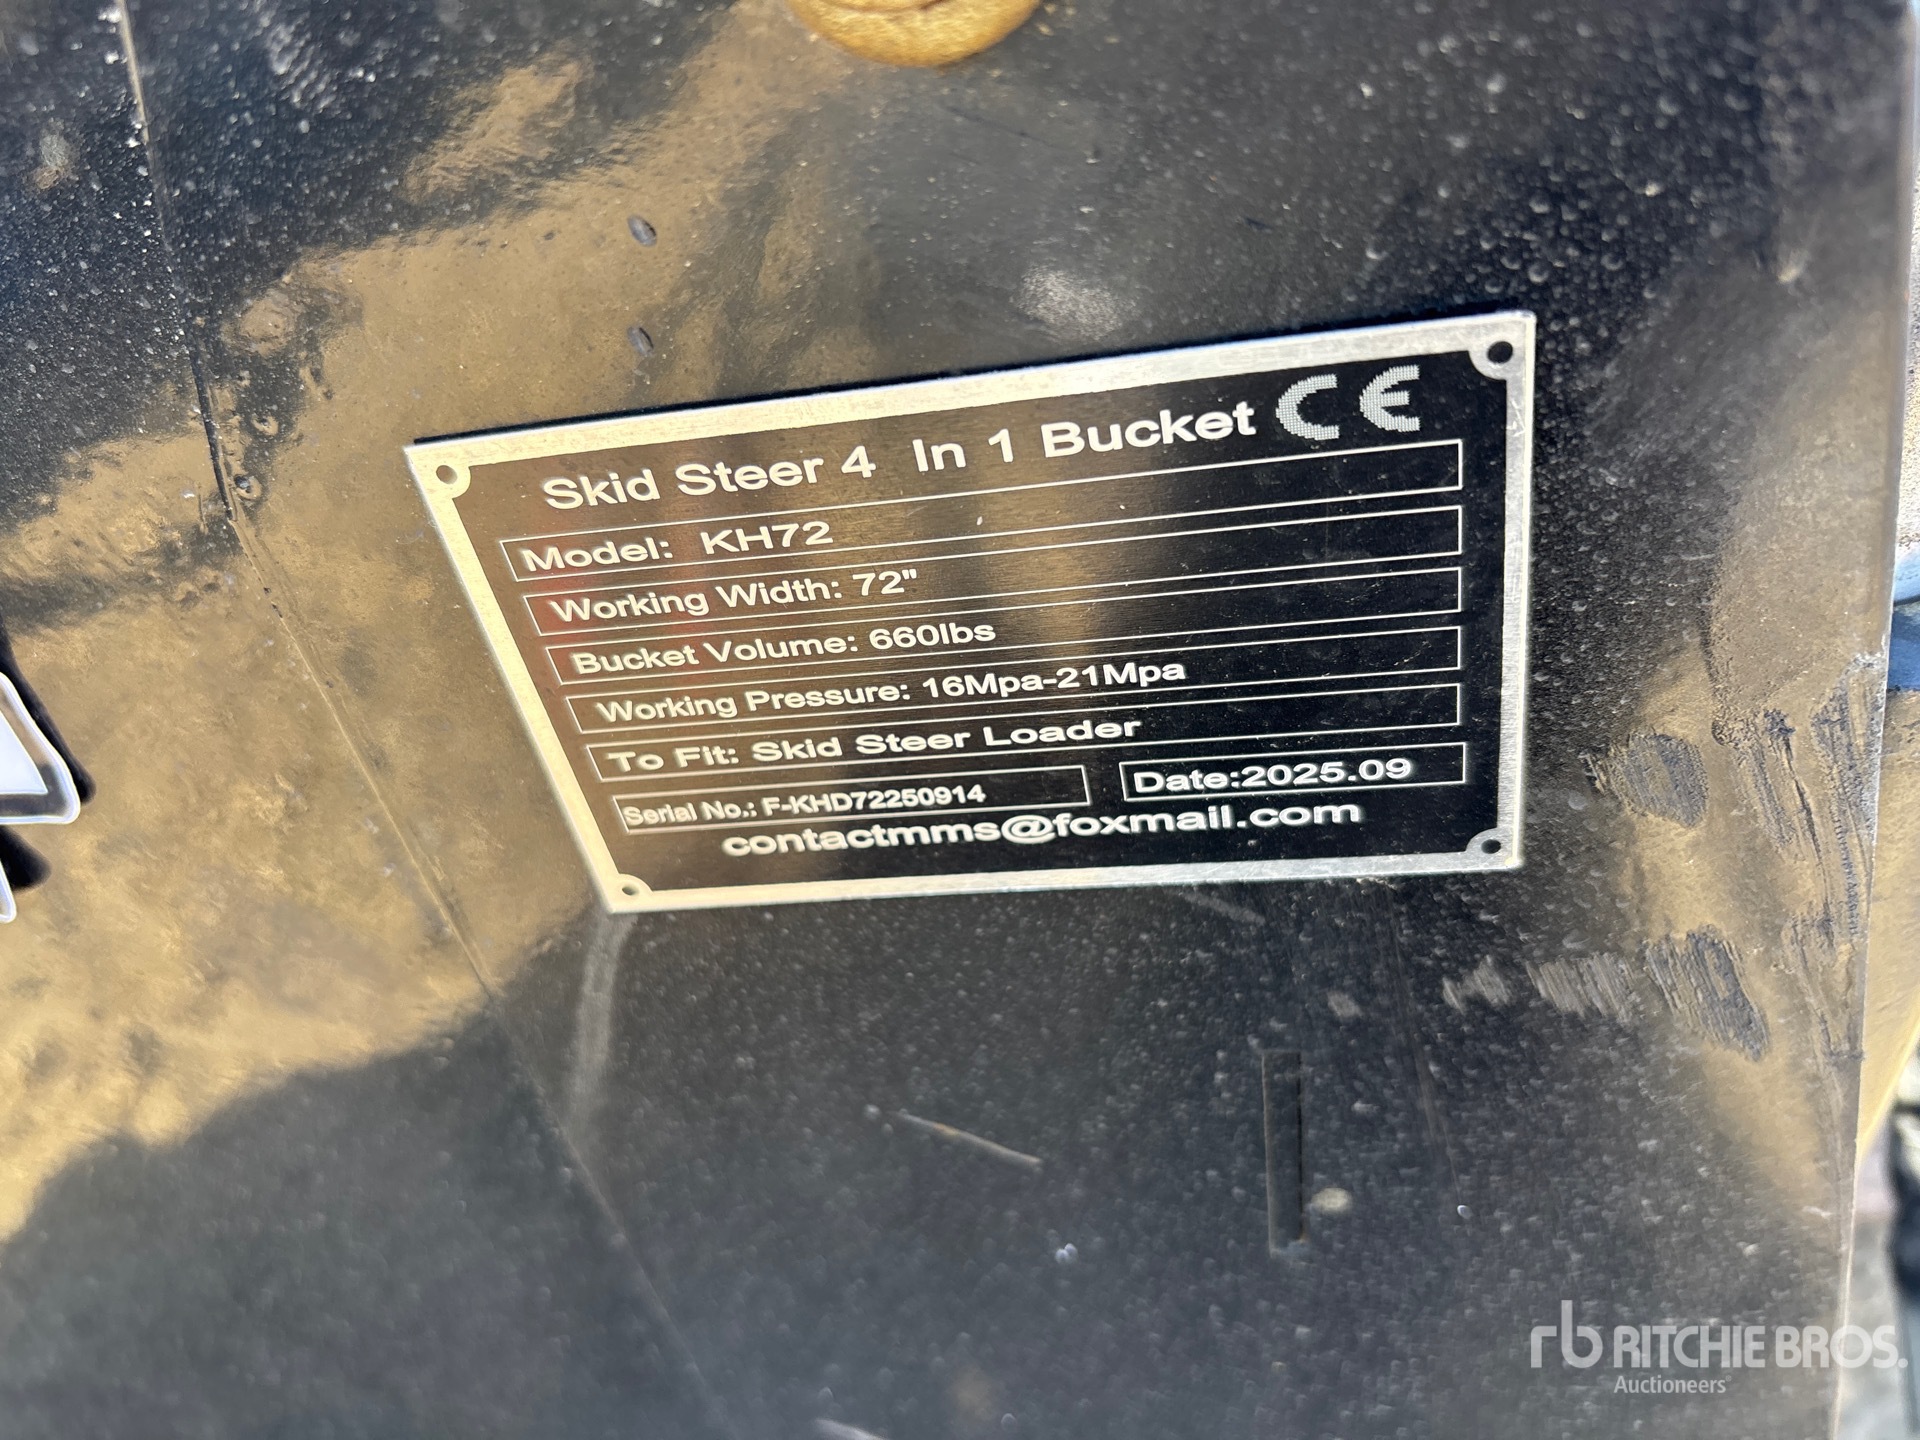 Skid Steer 4 In 1 Bucket CE
Model: KH72
Working Width: 72"
Bucket Volume: 660lbs
Working Pressure: 16Mpa-21Mpa
To Fit: Skid Steer Loader
Serial No.: F-KHD72250914 Date:2025.09
contactmms@foxmail.com
rb RITCHIE BROS.
Auctioneers